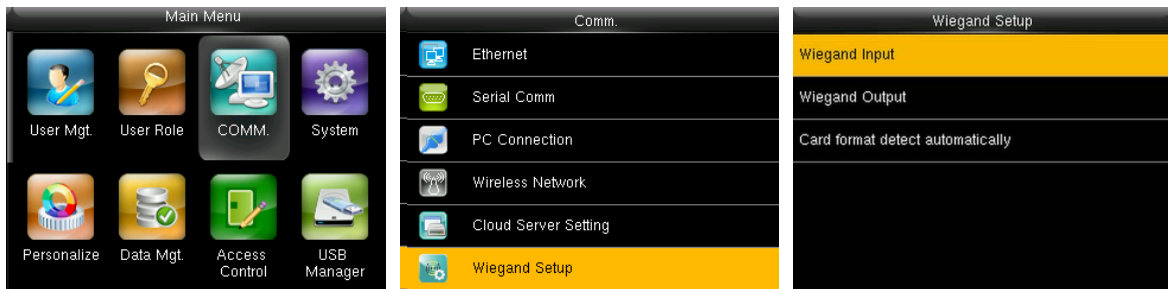 Main Menu
User Mgt.
User Role
COMM.
System
Personalize
Data Mgt.
Access
Control
USB
Manager
Comm.
Ethernet
Serial Comm
PC Connection
Wireless Network
Cloud Server Setting
Wiegand Setup
Wiegand Setup
Wiegand Input
Wiegand Output
Card format detect automatically